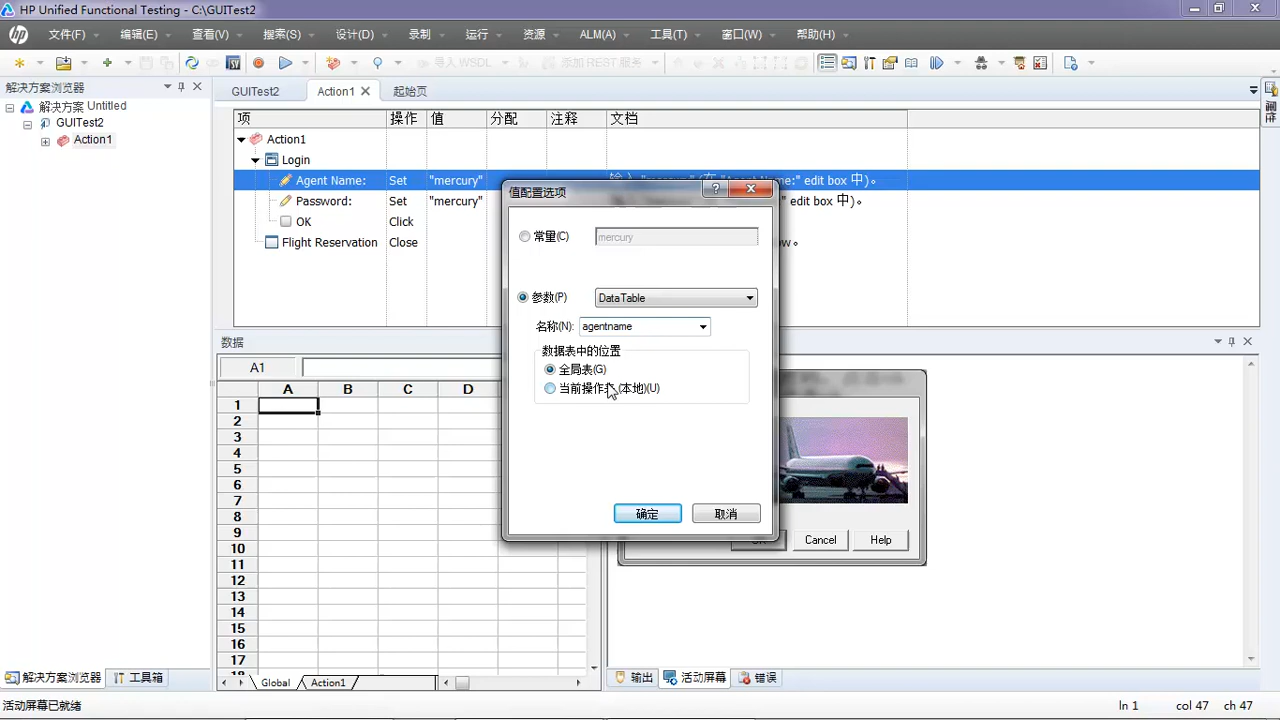 HP Unified Functional Testing - C:\GUITest2
文件(F) 编辑(E) 查看(V) 搜索(S) 设计(D) 录制 运行 资源 ALM(A) 工具(T) 窗口(W) 帮助(H)
导入 WSDL 添加 REST 服务
解决方案浏览器
GUITest2 Action1 起始页
解决方案 Untitled
GUITest2
Action1
项 操作 值 分配 注释 文档
Action1
Login
Agent Name: Set "mercury" edit box 中)。
Password: Set "mercury" edit box 中)。
OK Click
Flight Reservation Close
值配置选项
常量(C) mercury
参数(P) DataTable
名称(N): agentname
数据表中的位置
全局表(G)
当前操作 (本地)(U)
确定 取消
数据
A1
A B C D
1
2
3
4
5
6
7
8
9
10
11
12
13
14
15
16
17
Global Action1
Cancel Help
解决方案浏览器 工具箱
输出 活动屏幕 错误
活动屏幕已就绪
ln 1 col 47 ch 47